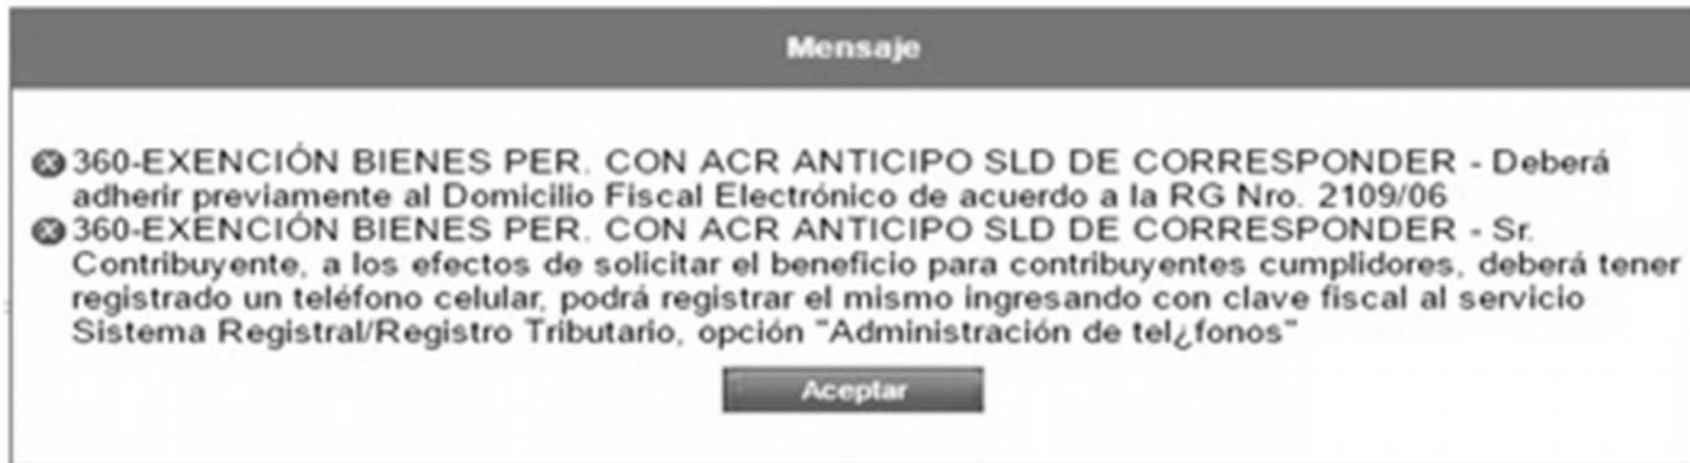 Mensaje
360-EXENCIÓN BIENES PER. CON ACR ANTICIPO SLD DE CORRESPONDER - Deberá
adherir previamente al Domicilio Fiscal Electrónico de acuerdo a la RG Nro. 2109/06
360-EXENCIÓN BIENES PER. CON ACR ANTICIPO SLD DE CORRESPONDER - Sr.
Contribuyente, a los efectos de solicitar el beneficio para contribuyentes cumplidores, deberá tener
registrado un teléfono celular, podrá registrar el mismo ingresando con clave fiscal al servicio
Sistema Registral/Registro Tributario, opción "Administración de tel¿fonos"
Aceptar